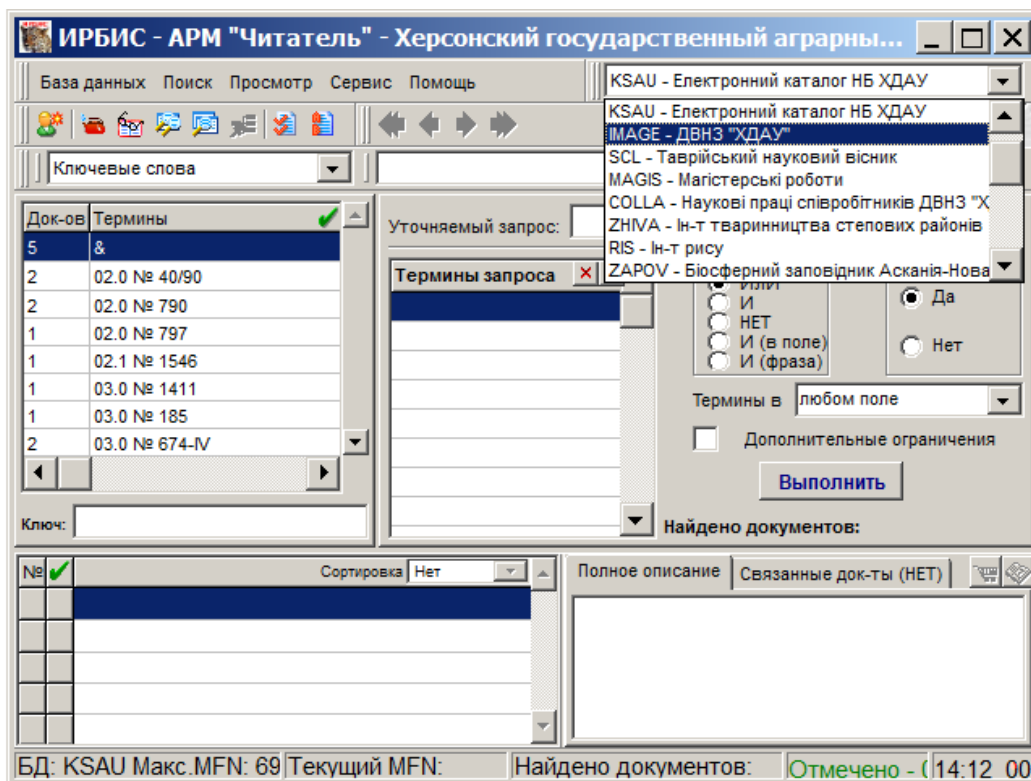 ИРБИС - АРМ "Читатель" - Херсонский государственный аграрны...
База данных Поиск Просмотр Сервис Помощь
KSAU - Електронний каталог НБ ХДАУ
KSAU - Електронний каталог НБ ХДАУ
IMAGE - ДВНЗ "ХДАУ"
SCL - Таврійський науковий вісник
MAGIS - Магістерські роботи
COLLA - Наукові праці співробітників ДВНЗ "Х
ZHIVA - Ін-т тваринництва степових районів
RIS - Ін-т рису
ZAPOV - Біосферний заповідник Асканія-Нова
Ключевые слова
Док-ов Термины
5 &
2 02.0 № 40/90
2 02.0 № 790
1 02.0 № 797
1 02.1 № 1546
1 03.0 № 1411
1 03.0 № 185
2 03.0 № 674-IV
Ключ:
Уточняемый запрос:
Термины запроса
ИЛИ
И
НЕТ
И (в поле)
И (фраза)
Да
Нет
Термины в любом поле
Дополнительные ограничения
Выполнить
Найдено документов:
№ Сортировка Нет
Полное описание Связанные док-ты (НЕТ)
БД: KSAU Макс.MFN: 69 Текущий MFN: Найдено документов: Отмечено - 14:12 00